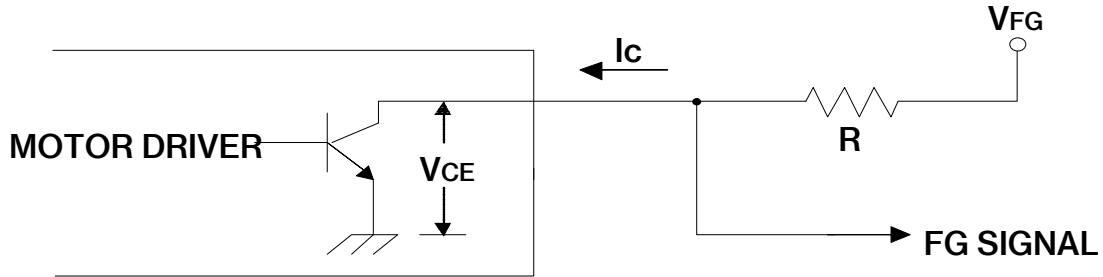 VFG
Ic
MOTOR DRIVER
VCE
R
FG SIGNAL